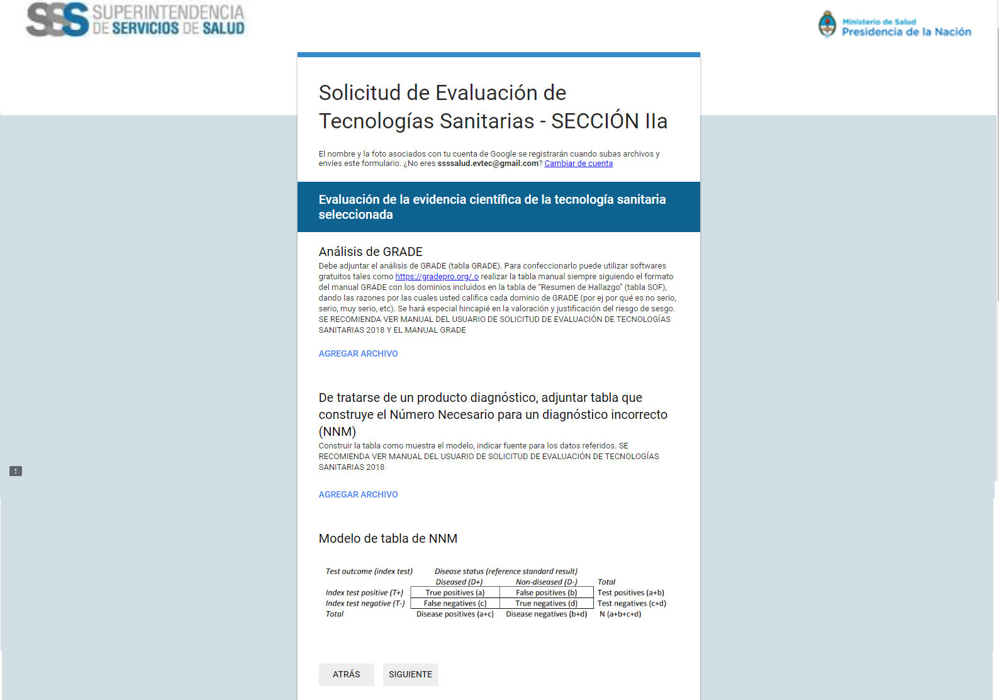 SSS SUPERINTENDENCIA
DE SERVICIOS DE SALUD
Ministerio de Salud
Presidencia de la Nación
Solicitud de Evaluación de
Tecnologías Sanitarias - SECCIÓN IIa
El nombre y la foto asociados con tu cuenta de Google se registrarán cuando subas archivos y
envíes este formulario. ¿No eres ssssalud.evtec@gmail.com? Cambiar de cuenta
Evaluación de la evidencia científica de la tecnología sanitaria
seleccionada
Análisis de GRADE
Debe adjuntar el análisis de GRADE (tabla GRADE). Para confeccionarlo puede utilizar softwares
gratuitos tales como https://gradepro.org/.o realizar la tabla manual siempre siguiendo el formato
del manual GRADE con los dominios incluidos en la tabla de “Resumen de Hallazgo” (tabla SOF),
dando las razones por las cuales usted califica cada dominio de GRADE (por ej por qué es no serio,
serio, muy serio, etc). Se hará especial hincapié en la valoración y justificación del riesgo de sesgo.
SE RECOMIENDA VER MANUAL DEL USUARIO DE SOLICITUD DE EVALUACIÓN DE TECNOLOGÍAS
SANITARIAS 2018 Y EL MANUAL GRADE
AGREGAR ARCHIVO
De tratarse de un producto diagnóstico, adjuntar tabla que
construye el Número Necesario para un diagnóstico incorrecto
(NNM)
Construir la tabla como muestra el modelo, indicar fuente para los datos referidos. SE
RECOMIENDA VER MANUAL DEL USUARIO DE SOLICITUD DE EVALUACIÓN DE TECNOLOGÍAS
SANITARIAS 2018
!
AGREGAR ARCHIVO
Modelo de tabla de NNM
Test outcome (index test) Disease status (reference standard result)
Diseased (D+) Non-diseased (D-) Total
Index test positive (T+) True positives (a) False positives (b) Test positives (a+b)
Index test negative (T-) False negatives (c) True negatives (d) Test negatives (c+d)
Total Disease positives (a+c) Disease negatives (b+d) N (a+b+c+d)
ATRÁS SIGUIENTE